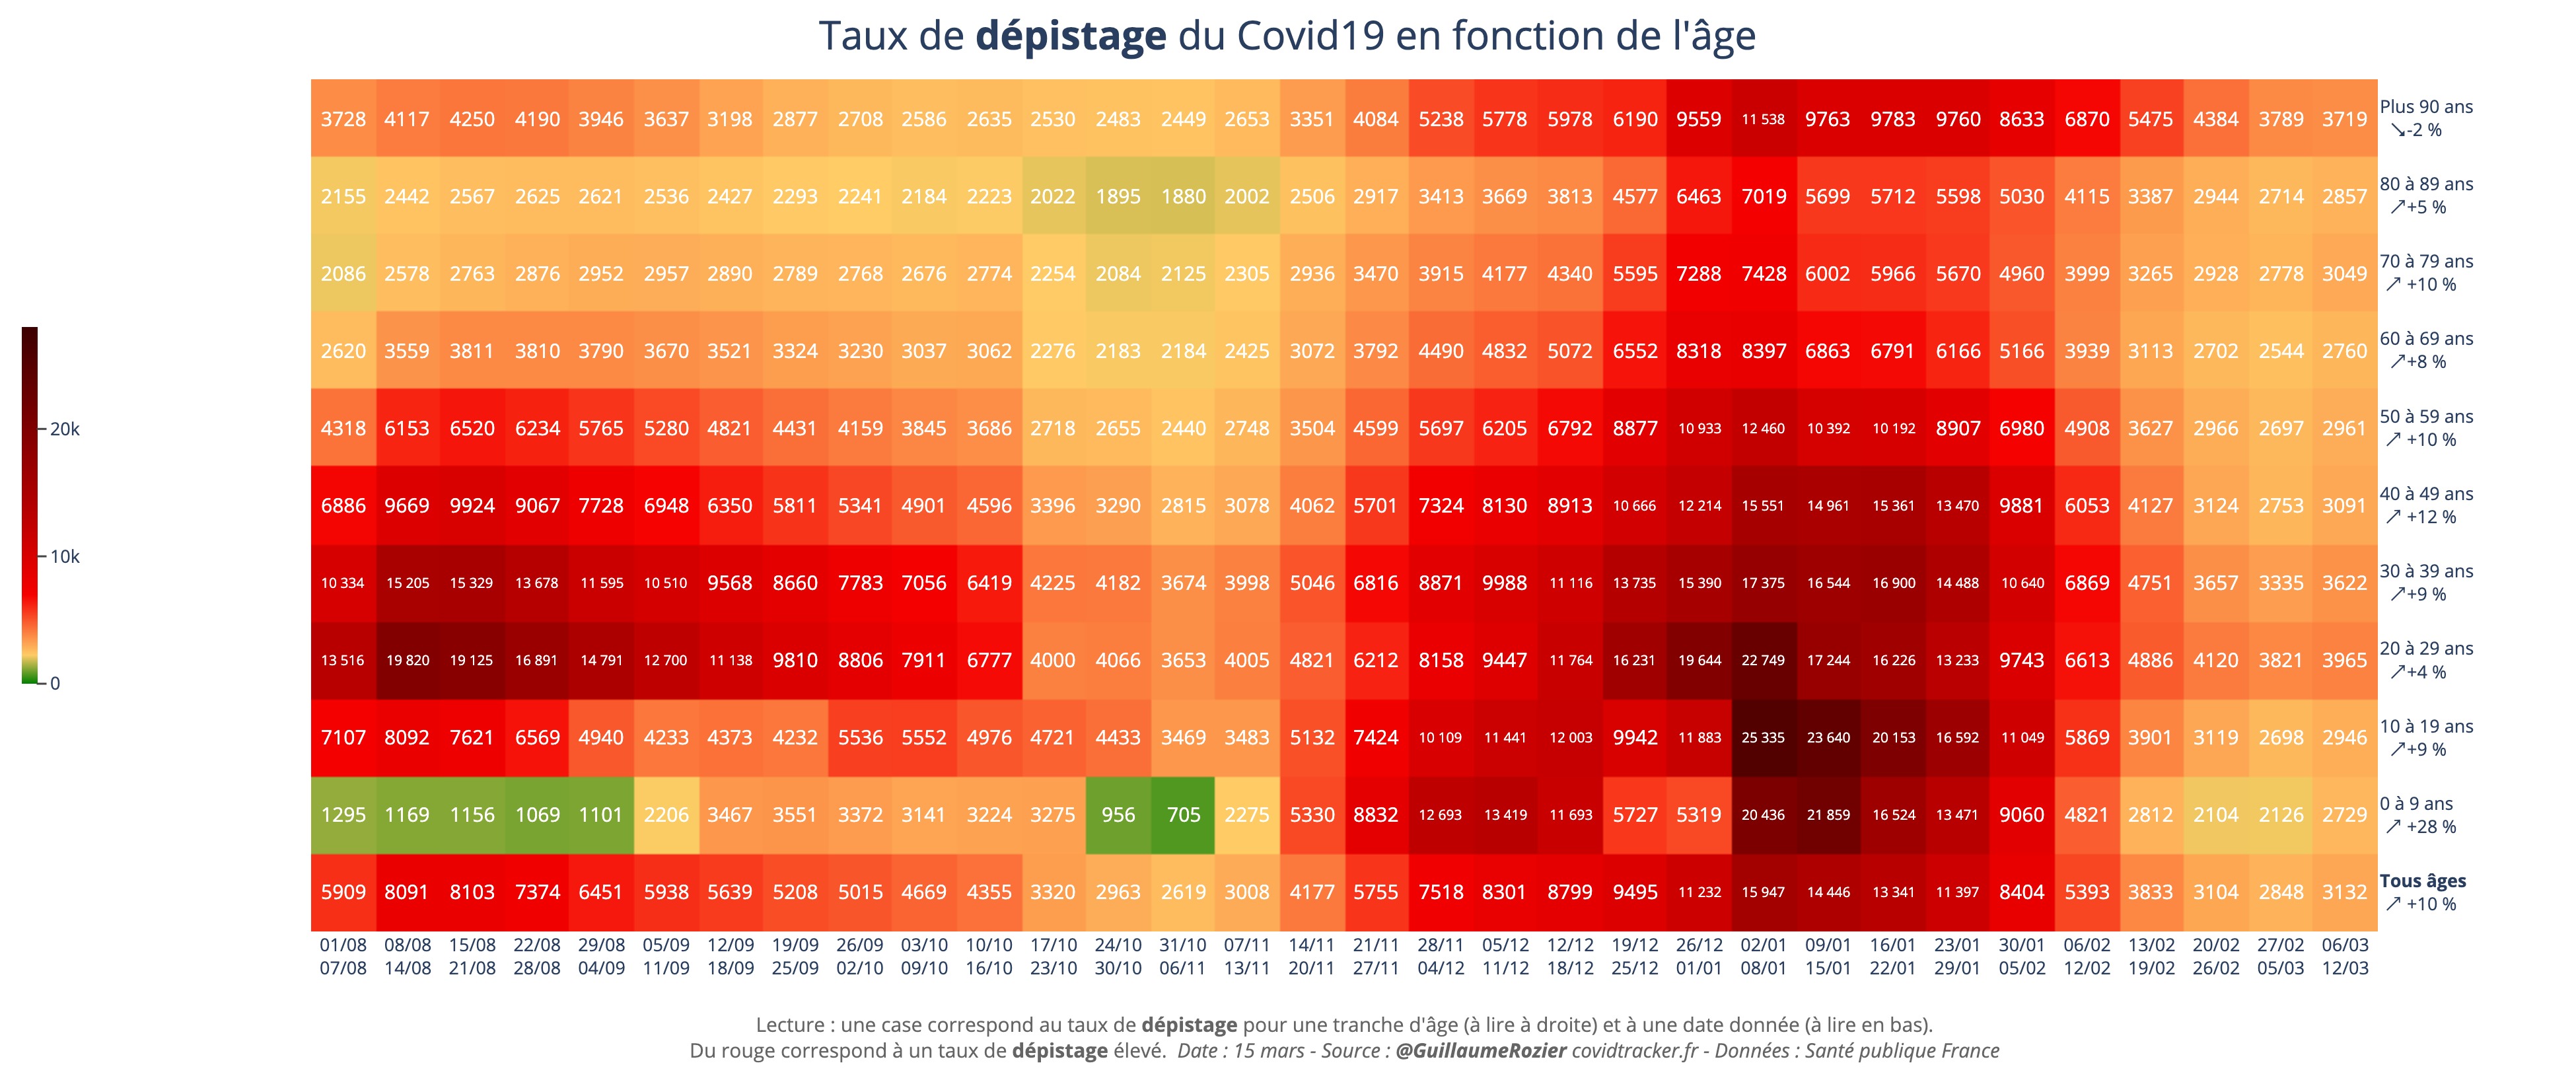 Taux de dépistage du Covid19 en fonction de l'âge
3728 4117 4250 4190 3946 3637 3198 2877 2708 2586 2635 2530 2483 2449 2653 3351 4084 5238 5778 5978 6190 9559 11 538 9763 9783 9760 8633 6870 5475 4384 3789 3719 Plus 90 ans
↘-2 %
2155 2442 2567 2625 2621 2536 2427 2293 2241 2184 2223 2022 1895 1880 2002 2506 2917 3413 3669 3813 4577 6463 7019 5699 5712 5598 5030 4115 3387 2944 2714 2857 80 à 89 ans
↗+5 %
2086 2578 2763 2876 2952 2957 2890 2789 2768 2676 2774 2254 2084 2125 2305 2936 3470 3915 4177 4340 5595 7288 7428 6002 5966 5670 4960 3999 3265 2928 2778 3049 70 à 79 ans
↗ +10 %
2620 3559 3811 3810 3790 3670 3521 3324 3230 3037 3062 2276 2183 2184 2425 3072 3792 4490 4832 5072 6552 8318 8397 6863 6791 6166 5166 3939 3113 2702 2544 2760 60 à 69 ans
↗+8 %
4318 6153 6520 6234 5765 5280 4821 4431 4159 3845 3686 2718 2655 2440 2748 3504 4599 5697 6205 6792 8877 10 933 12 460 10 392 10 192 8907 6980 4908 3627 2966 2697 2961 50 à 59 ans
↗ +10 %
6886 9669 9924 9067 7728 6948 6350 5811 5341 4901 4596 3396 3290 2815 3078 4062 5701 7324 8130 8913 10 666 12 214 15 551 14 961 15 361 13 470 9881 6053 4127 3124 2753 3091 40 à 49 ans
↗ +12 %
10 334 15 205 15 329 13 678 11 595 10 510 9568 8660 7783 7056 6419 4225 4182 3674 3998 5046 6816 8871 9988 11 116 13 735 15 390 17 375 16 544 16 900 14 488 10 640 6869 4751 3657 3335 3622 30 à 39 ans
↗+9 %
13 516 19 820 19 125 16 891 14 791 12 700 11 138 9810 8806 7911 6777 4000 4066 3653 4005 4821 6212 8158 9447 11 764 16 231 19 644 22 749 17 244 16 226 13 233 9743 6613 4886 4120 3821 3965 20 à 29 ans
↗+4 %
7107 8092 7621 6569 4940 4233 4373 4232 5536 5552 4976 4721 4433 3469 3483 5132 7424 10 109 11 441 12 003 9942 11 883 25 335 23 640 20 153 16 592 11 049 5869 3901 3119 2698 2946 10 à 19 ans
↗+9 %
1295 1169 1156 1069 1101 2206 3467 3551 3372 3141 3224 3275 956 705 2275 5330 8832 12 693 13 419 11 693 5727 5319 20 436 21 859 16 524 13 471 9060 4821 2812 2104 2126 2729 0 à 9 ans
↗ +28 %
5909 8091 8103 7374 6451 5938 5639 5208 5015 4669 4355 3320 2963 2619 3008 4177 5755 7518 8301 8799 9495 11 232 15 947 14 446 13 341 11 397 8404 5393 3833 3104 2848 3132 Tous âges
↗ +10 %
20k
10k
0
01/08 08/08 15/08 22/08 29/08 05/09 12/09 19/09 26/09 03/10 10/10 17/10 24/10 31/10 07/11 14/11 21/11 28/11 05/12 12/12 19/12 26/12 02/01 09/01 16/01 23/01 30/01 06/02 13/02 20/02 27/02 06/03
07/08 14/08 21/08 28/08 04/09 11/09 18/09 25/09 02/10 09/10 16/10 23/10 30/10 06/11 13/11 20/11 27/11 04/12 11/12 18/12 25/12 01/01 08/01 15/01 22/01 29/01 05/02 12/02 19/02 26/02 05/03 12/03
Lecture : une case correspond au taux de dépistage pour une tranche d'âge (à lire à droite) et à une date donnée (à lire en bas).
Du rouge correspond à un taux de dépistage élevé. Date : 15 mars - Source : @GuillaumeRozier covidtracker.fr - Données : Santé publique France